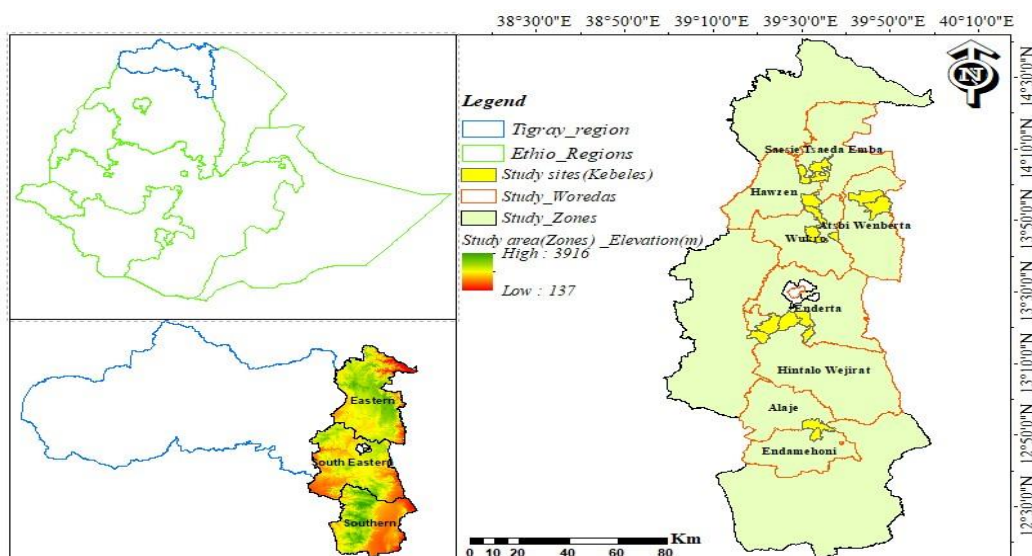 38°30'0"E 38°50'0"E 39°10'0"E 39°30'0"E 39°50'0"E 40°10'0"E
Legend
Tigray_region
Ethio_Regions
Study sites(Kebeles)
Study_Woredas
Study_Zones
Study area(Zones) _Elevation(m)
High : 3916
Low : 137
N
Saesie Tsaeda Emba
Hawzen
Atsbi Wenberta
Wukro
Enderta
Hintalo Wejirat
Alaje
Endamehoni
14°30'0"N
14°10'0"N
13°50'0"N
13°30'0"N
13°10'0"N
12°50'0"N
12°30'0"N
Eastern
South Eastern
Southern
Km
0 10 20 40 60 80